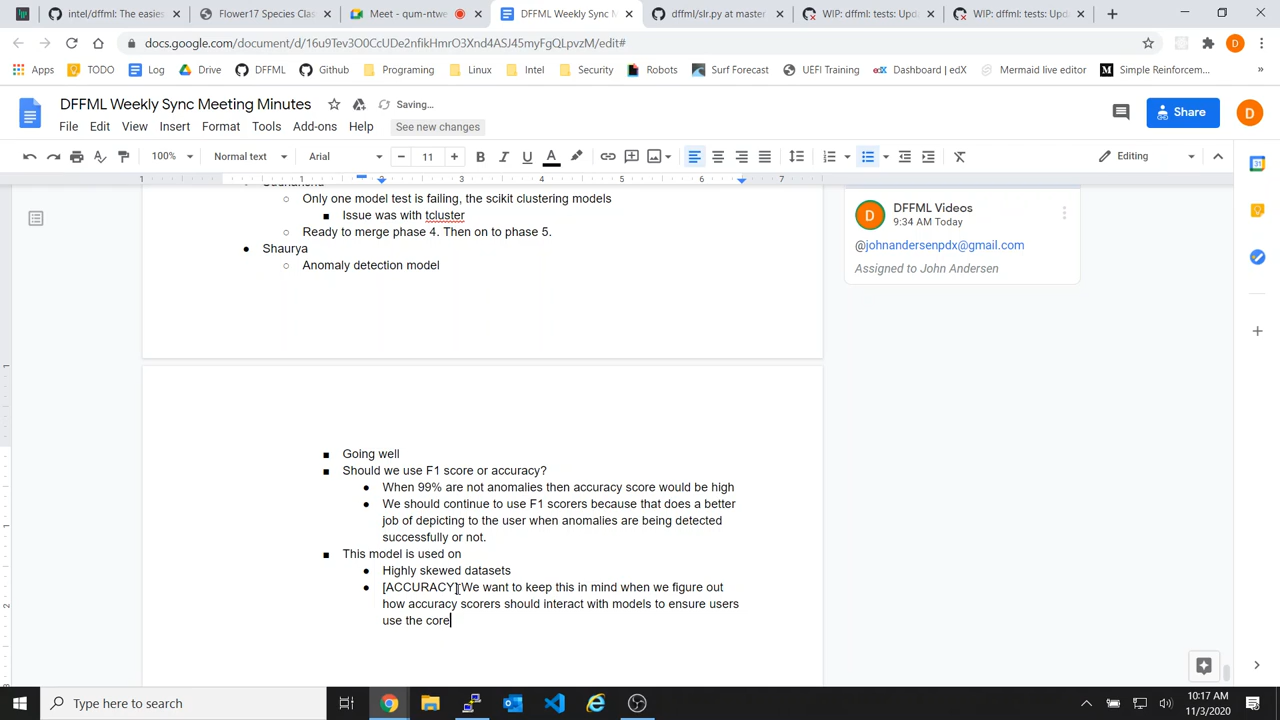 intel/dffml: The easies
Flower17 Species Clas
Meet - qum-ntwe
DFFML Weekly Sync M
dffml/slr.py at master
WIP: dffml: tests: Upda
WIP: dffml: tests: Upda
docs.google.com/document/d/16u9Tev3O0CcUDe2nfikHmrO3Xnd4ASJ45myFgQLpvzM/edit#
Apps
TODO
Log
Drive
DFFML
Github
Programing
Linux
Intel
Security
Robots
Surf Forecast
UEFI Training
Dashboard | edX
Mermaid live editor
Simple Reinforcem...
DFFML Weekly Sync Meeting Minutes
Saving...
File Edit View Insert Format Tools Add-ons Help
See new changes
Share
D
100%
Normal text
Arial
11
Editing
1 2 3 4 5 6 7
Only one model test is failing, the scikit clustering models
Issue was with tcluster
Ready to merge phase 4. Then on to phase 5.
Shaurya
Anomaly detection model
Going well
Should we use F1 score or accuracy?
When 99% are not anomalies then accuracy score would be high
We should continue to use F1 scorers because that does a better
job of depicting to the user when anomalies are being detected
successfully or not.
This model is used on
Highly skewed datasets
[ACCURACY] We want to keep this in mind when we figure out
how accuracy scorers should interact with models to ensure users
use the core
D
DFFML Videos
9:34 AM Today
@johnandersenpdx@gmail.com
Assigned to John Andersen
Type here to search
10:17 AM
11/3/2020